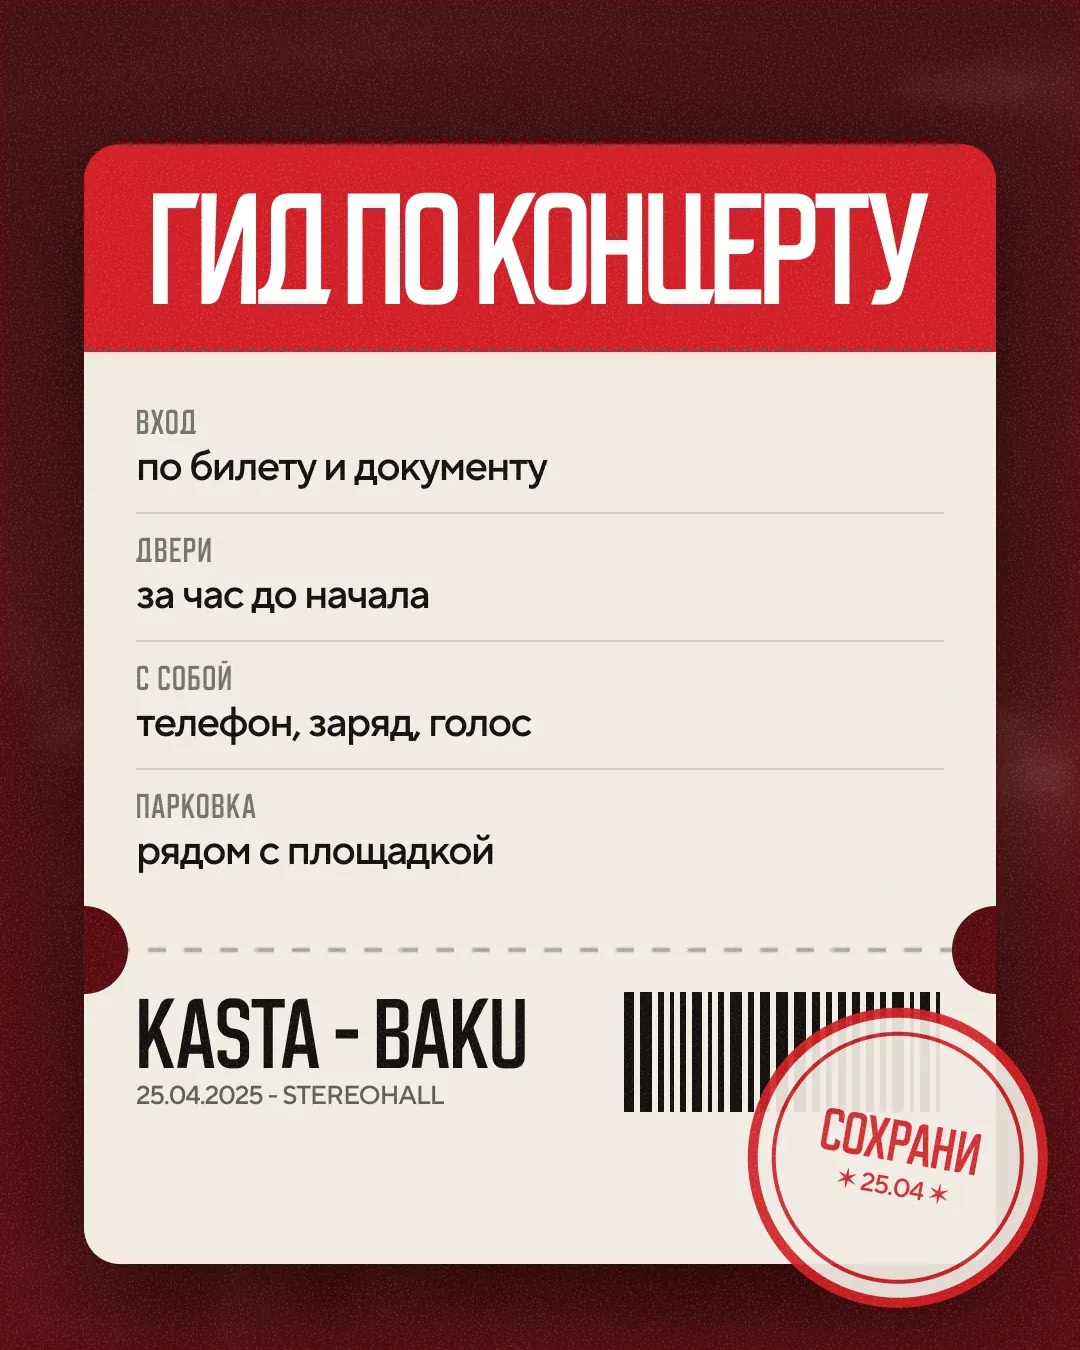 ГИД ПО КОНЦЕРТУ
ВХОД
по билету и документу
ДВЕРИ
за час до начала
С СОБОЙ
телефон, заряд, голос
ПАРКОВКА
рядом с площадкой
KASTA - BAKU
25.04.2025 - STEREOHALL
СОХРАНИ
✶ 25.04 ✶